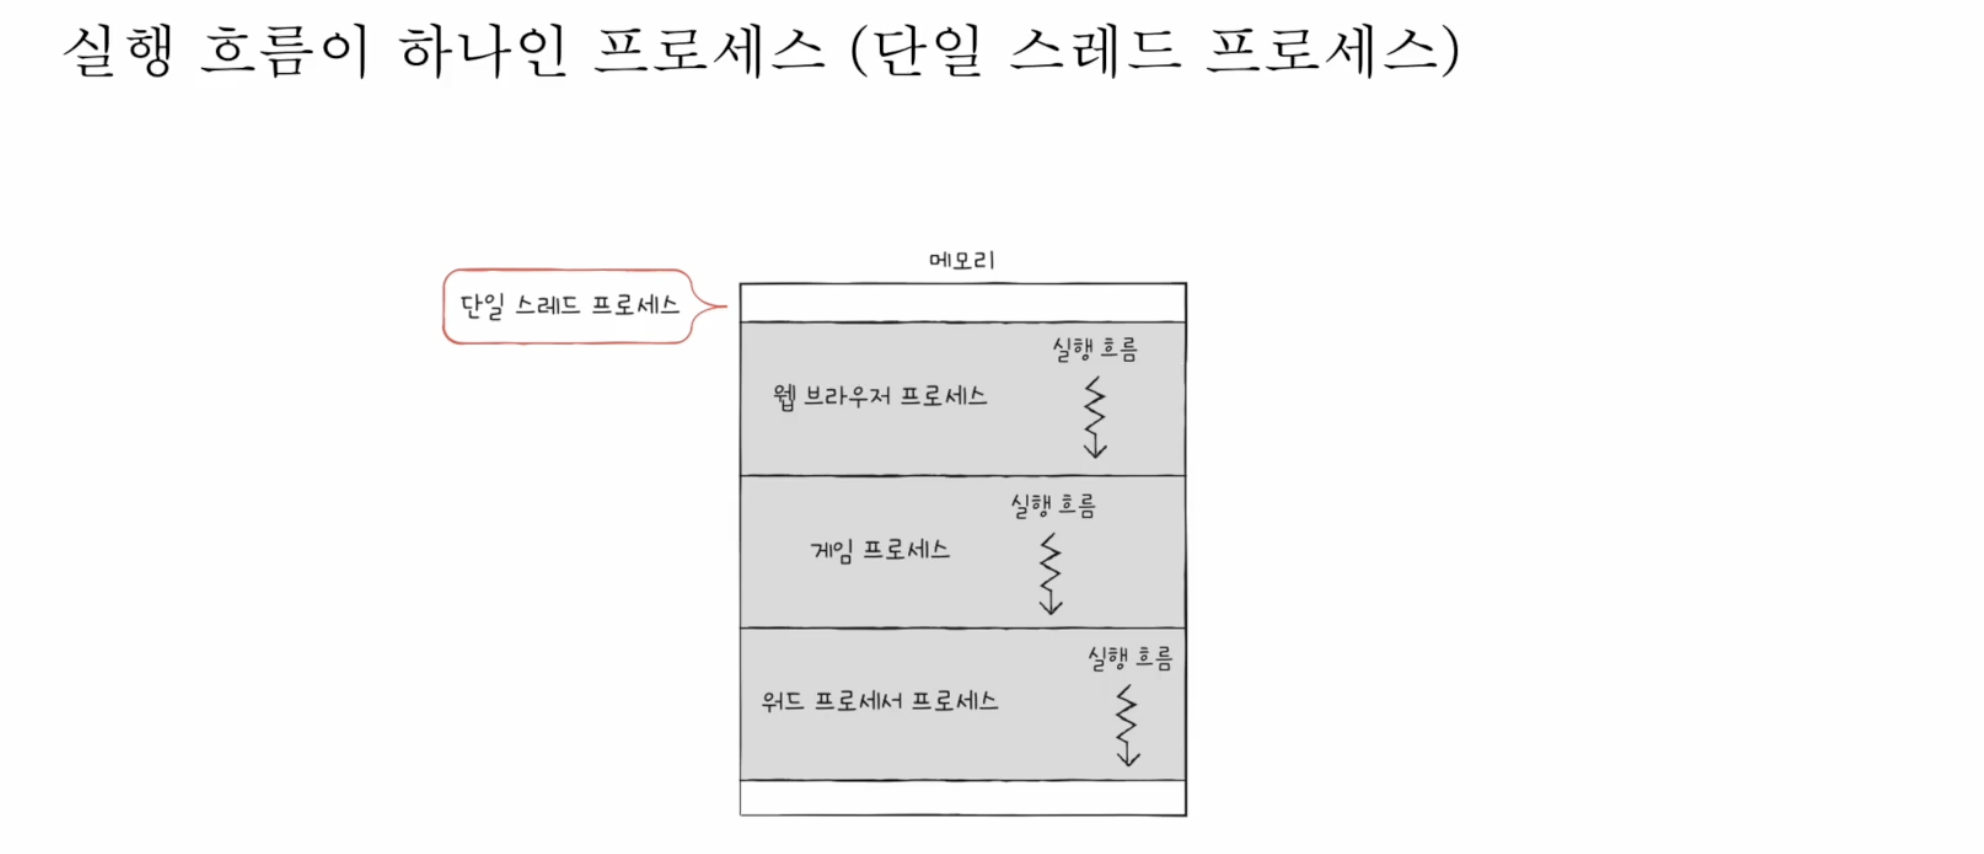 실행 흐름이 하나인 프로세스 (단일 스레드 프로세스)
메모리
단일 스레드 프로세스
실행 흐름
웹 브라우저 프로세스
실행 흐름
게임 프로세스
실행 흐름
워드 프로세서 프로세스